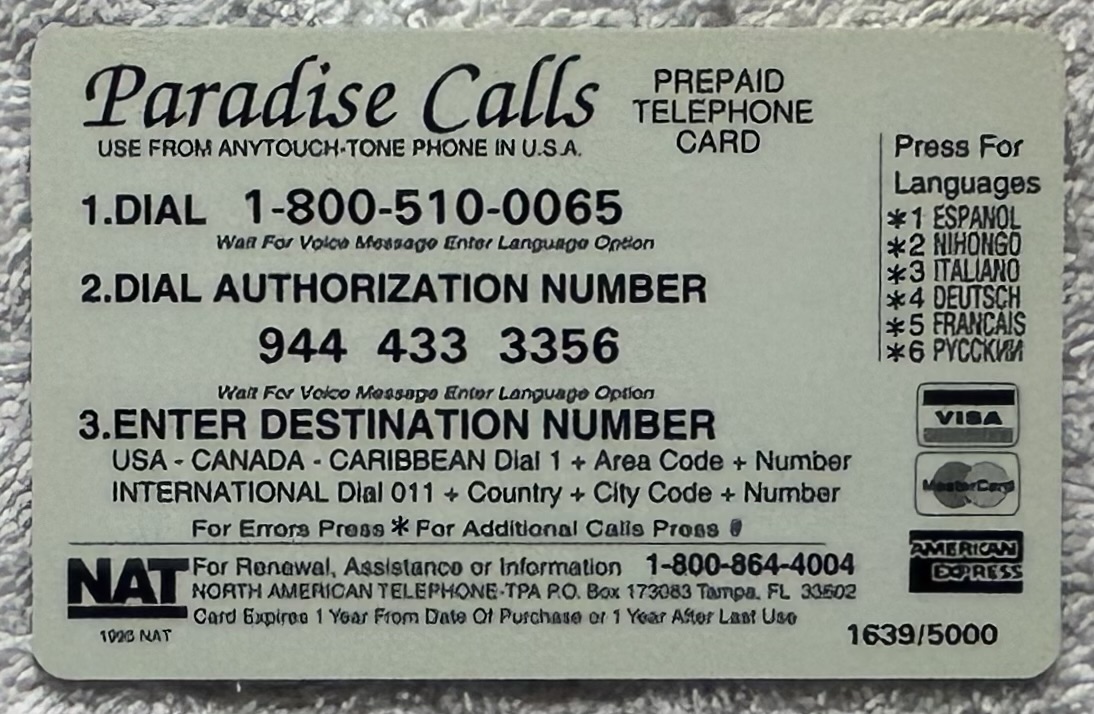 Paradise Calls
PREPAID
TELEPHONE
CARD
USE FROM ANYTOUCH-TONE PHONE IN U.S.A.
1.DIAL 1-800-510-0065
Wait For Voice Message Enter Language Option
2.DIAL AUTHORIZATION NUMBER
944 433 3356
Wait For Voice Message Enter Language Option
3.ENTER DESTINATION NUMBER
USA - CANADA - CARIBBEAN Dial 1 + Area Code + Number
INTERNATIONAL Dial 011 + Country + City Code + Number
For Errors Press * For Additional Calls Press #
Press For
Languages
*1 ESPANOL
*2 NIHONGO
*3 ITALIANO
*4 DEUTSCH
*5 FRANCAIS
*6 РУССКИИ
VISA
MasterCard
AMERICAN
EXPRESS
NAT
For Renewal, Assistance or Information 1-800-864-4004
NORTH AMERICAN TELEPHONE-TPA P.O. Box 173083 Tampa, FL 33602
Card Expires 1 Year From Date Of Purchase or 1 Year After Last Use
NAT
1639/5000